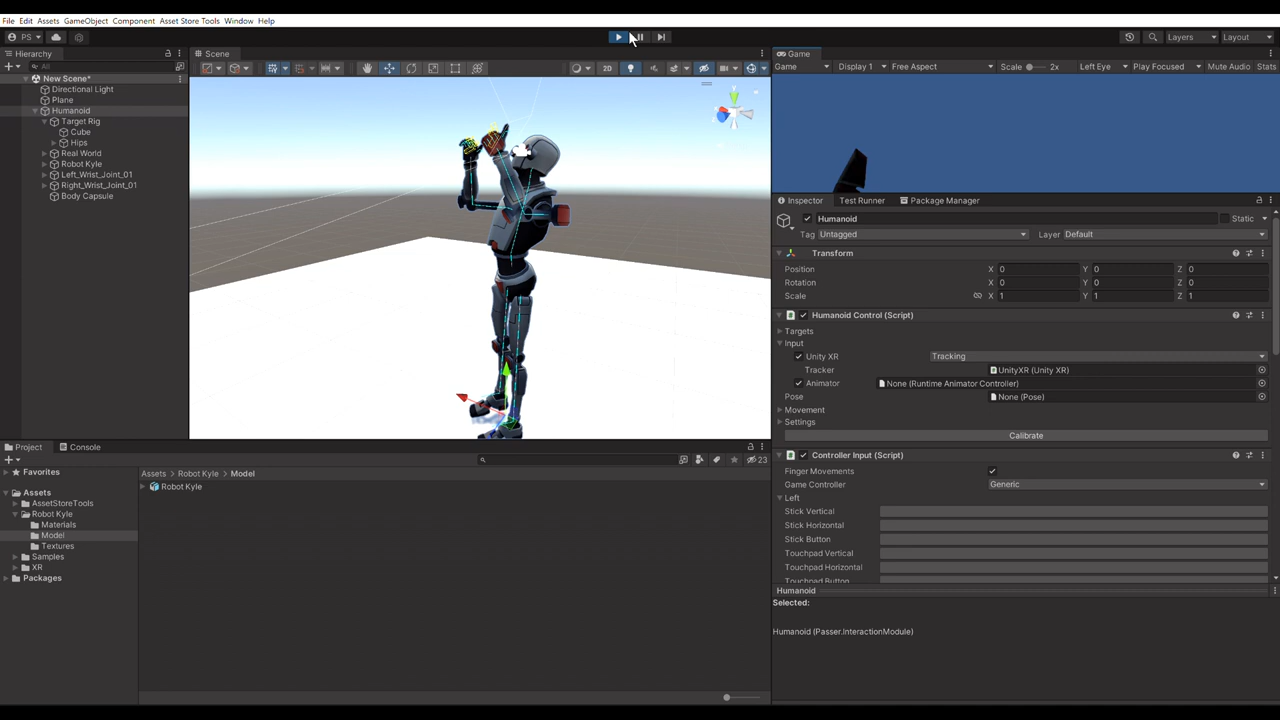 File Edit Assets GameObject Component Asset Store Tools Window Help
PS Layers Layout
Hierarchy
All
New Scene*
Directional Light
Plane
Humanoid
Target Rig
Cube
Hips
Real World
Robot Kyle
Left_Wrist_Joint_01
Right_Wrist_Joint_01
Body Capsule
Scene
2D
Game
Game Display 1 Free Aspect Scale 2x Left Eye Play Focused Mute Audio Stats
Inspector Test Runner Package Manager
Humanoid Static
Tag Untagged Layer Default
Transform
Position X 0 Y 0 Z 0
Rotation X 0 Y 0 Z 0
Scale X 1 Y 1 Z 1
Humanoid Control (Script)
Targets
Input
Unity XR Tracking
Tracker UnityXR (Unity XR)
Animator None (Runtime Animator Controller)
Pose None (Pose)
Movement
Settings
Calibrate
Controller Input (Script)
Finger Movements
Game Controller Generic
Left
Stick Vertical
Stick Horizontal
Stick Button
Touchpad Vertical
Touchpad Horizontal
Touchpad Button
Humanoid
Selected:
Humanoid (Passer.InteractionModule)
Project Console
23
Favorites
Assets
AssetStoreTools
Robot Kyle
Materials
Model
Textures
Samples
XR
Packages
Assets Robot Kyle Model
Robot Kyle